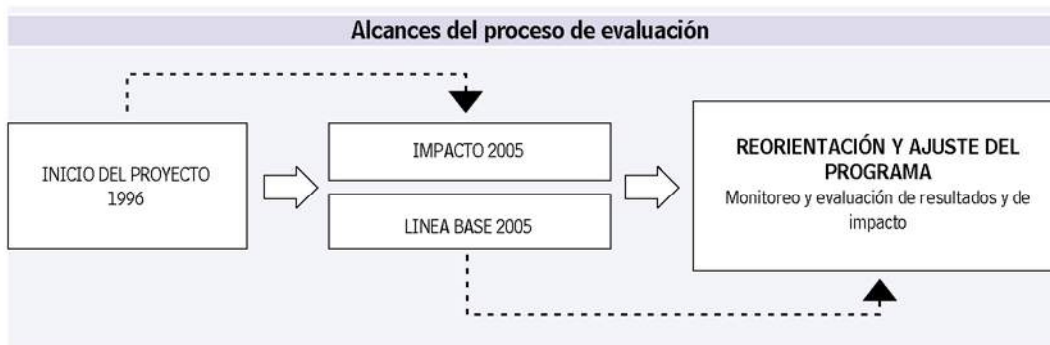 Alcances del proceso de evaluación
INICIO DEL PROYECTO
1996
IMPACTO 2005
LINEA BASE 2005
REORIENTACIÓN Y AJUSTE DEL
PROGRAMA
Monitoreo y evaluación de resultados y de
impacto